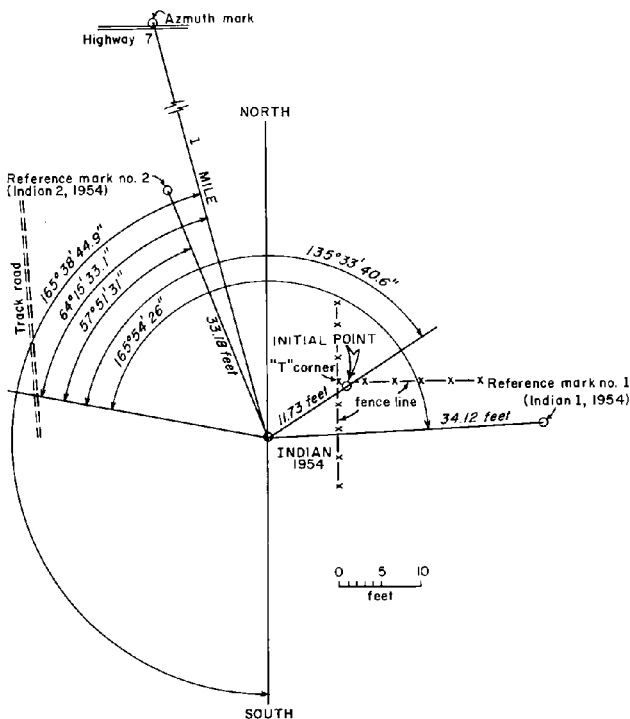 Azmuth mark
Highway 7
NORTH
1 MILE
Reference mark no. 2
(Indian 2, 1954)
165° 38' 44.9"
64° 15' 33.1"
57° 51' 31"
165° 54' 26"
135° 33' 40.6"
Track road
33.18 feet
INITIAL POINT
"T" corner
11.73 feet
fence line
Reference mark no. 1
(Indian 1, 1954)
34.12 feet
INDIAN
1954
0 5 10
feet
SOUTH